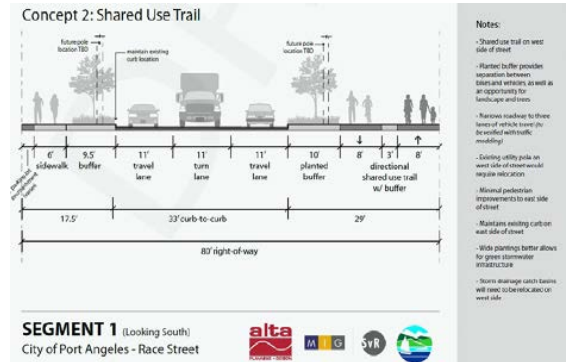 Concept 2: Shared Use Trail
future pole
location TBD
maintain existing
curb location
future pole
location TBD
6'
sidewalk
9.5'
buffer
11'
travel
lane
11'
turn
lane
11'
travel
lane
10'
planted
buffer
8'
3'
8'
directional
shared use trail
w/ buffer
17.5'
33' curb-to-curb
29'
80' right-of-way
SEGMENT 1 (Looking South)
City of Port Angeles - Race Street
alta
PLANNING + DESIGN
MIG
SvR
Notes:
- Shared use trail on west
side of street
- Planted buffer provides
separation between
bikes and vehicles, as well as
an opportunity for
landscape and trees
- Narrows roadway to three
lanes of vehicle travel (to
be verified with traffic
modeling)
- Existing utility pole on
west side of street would
require relocation
- Minimal pedestrian
improvements to east side
of street
- Maintains existing curb on
east side of street
- Wide plantings better allows
for green stormwater
infrastructure
- Storm drainage catch basins
will need to be relocated on
west side